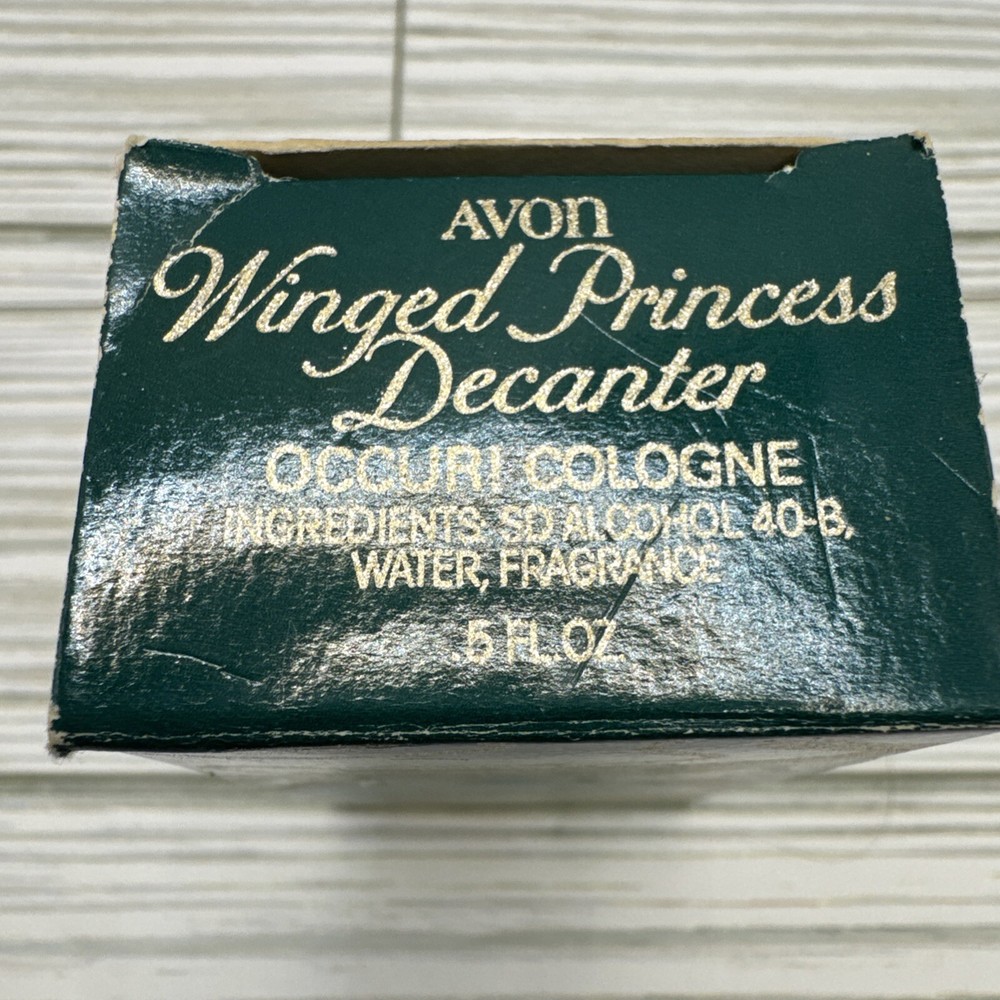 AVON
Winged Princess
Decanter
OCCUR! COLOGNE
INGREDIENTS: SD ALCOHOL 40-B,
WATER, FRAGRANCE
.5 FL. OZ.